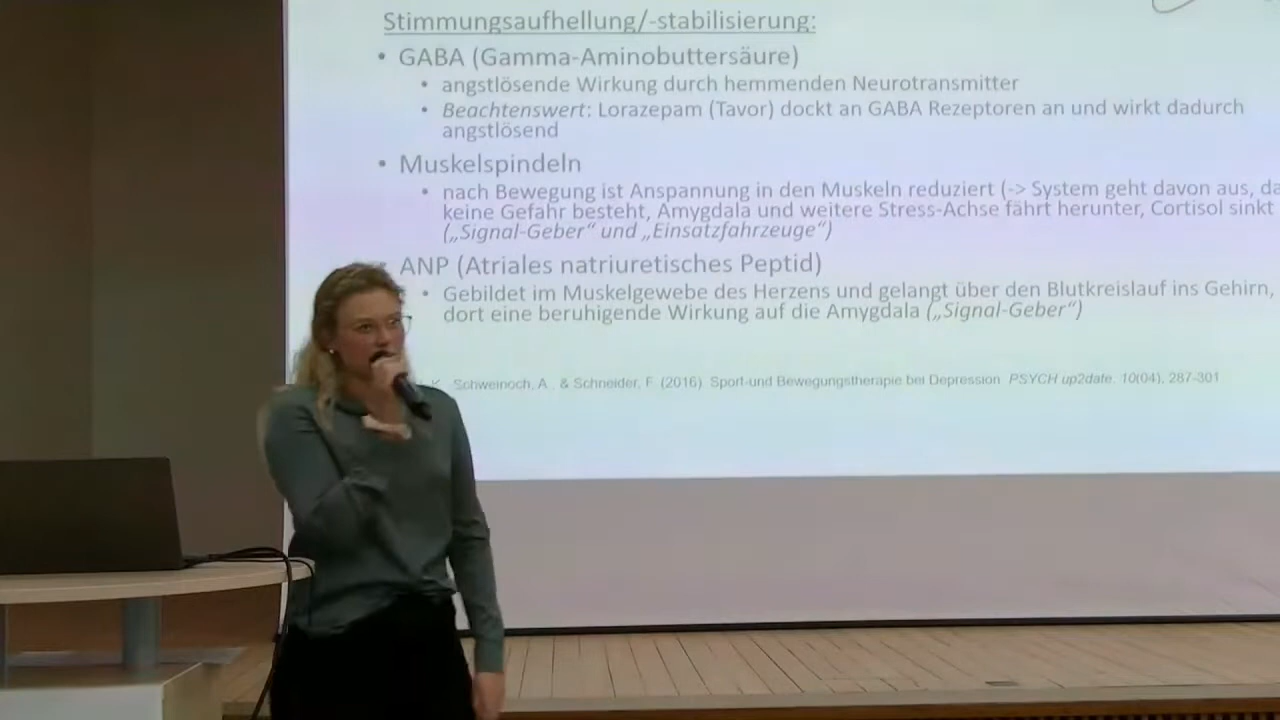 Stimmungsaufhellung/-stabilisierung:
• GABA (Gamma-Aminobuttersäure)
• angstlösende Wirkung durch hemmenden Neurotransmitter
• Beachtenswert: Lorazepam (Tavor) dockt an GABA Rezeptoren an und wirkt dadurch
angstlösend
• Muskelspindeln
• nach Bewegung ist Anspannung in den Muskeln reduziert (-> System geht davon aus,
keine Gefahr besteht, Amygdala und weitere Stress-Achse fährt herunter, Cortisol sinkt
(„Signal-Geber“ und „Einsatzfahrzeuge“)
ANP (Atriales natriuretisches Peptid)
• Gebildet im Muskelgewebe des Herzens und gelangt über den Blutkreislauf ins Gehirn,
dort eine beruhigende Wirkung auf die Amygdala („Signal-Geber“)
K., Schweinoch, A., & Schneider, F. (2016). Sport-und Bewegungstherapie bei Depression. PSYCH up2date, 10(04), 287-301